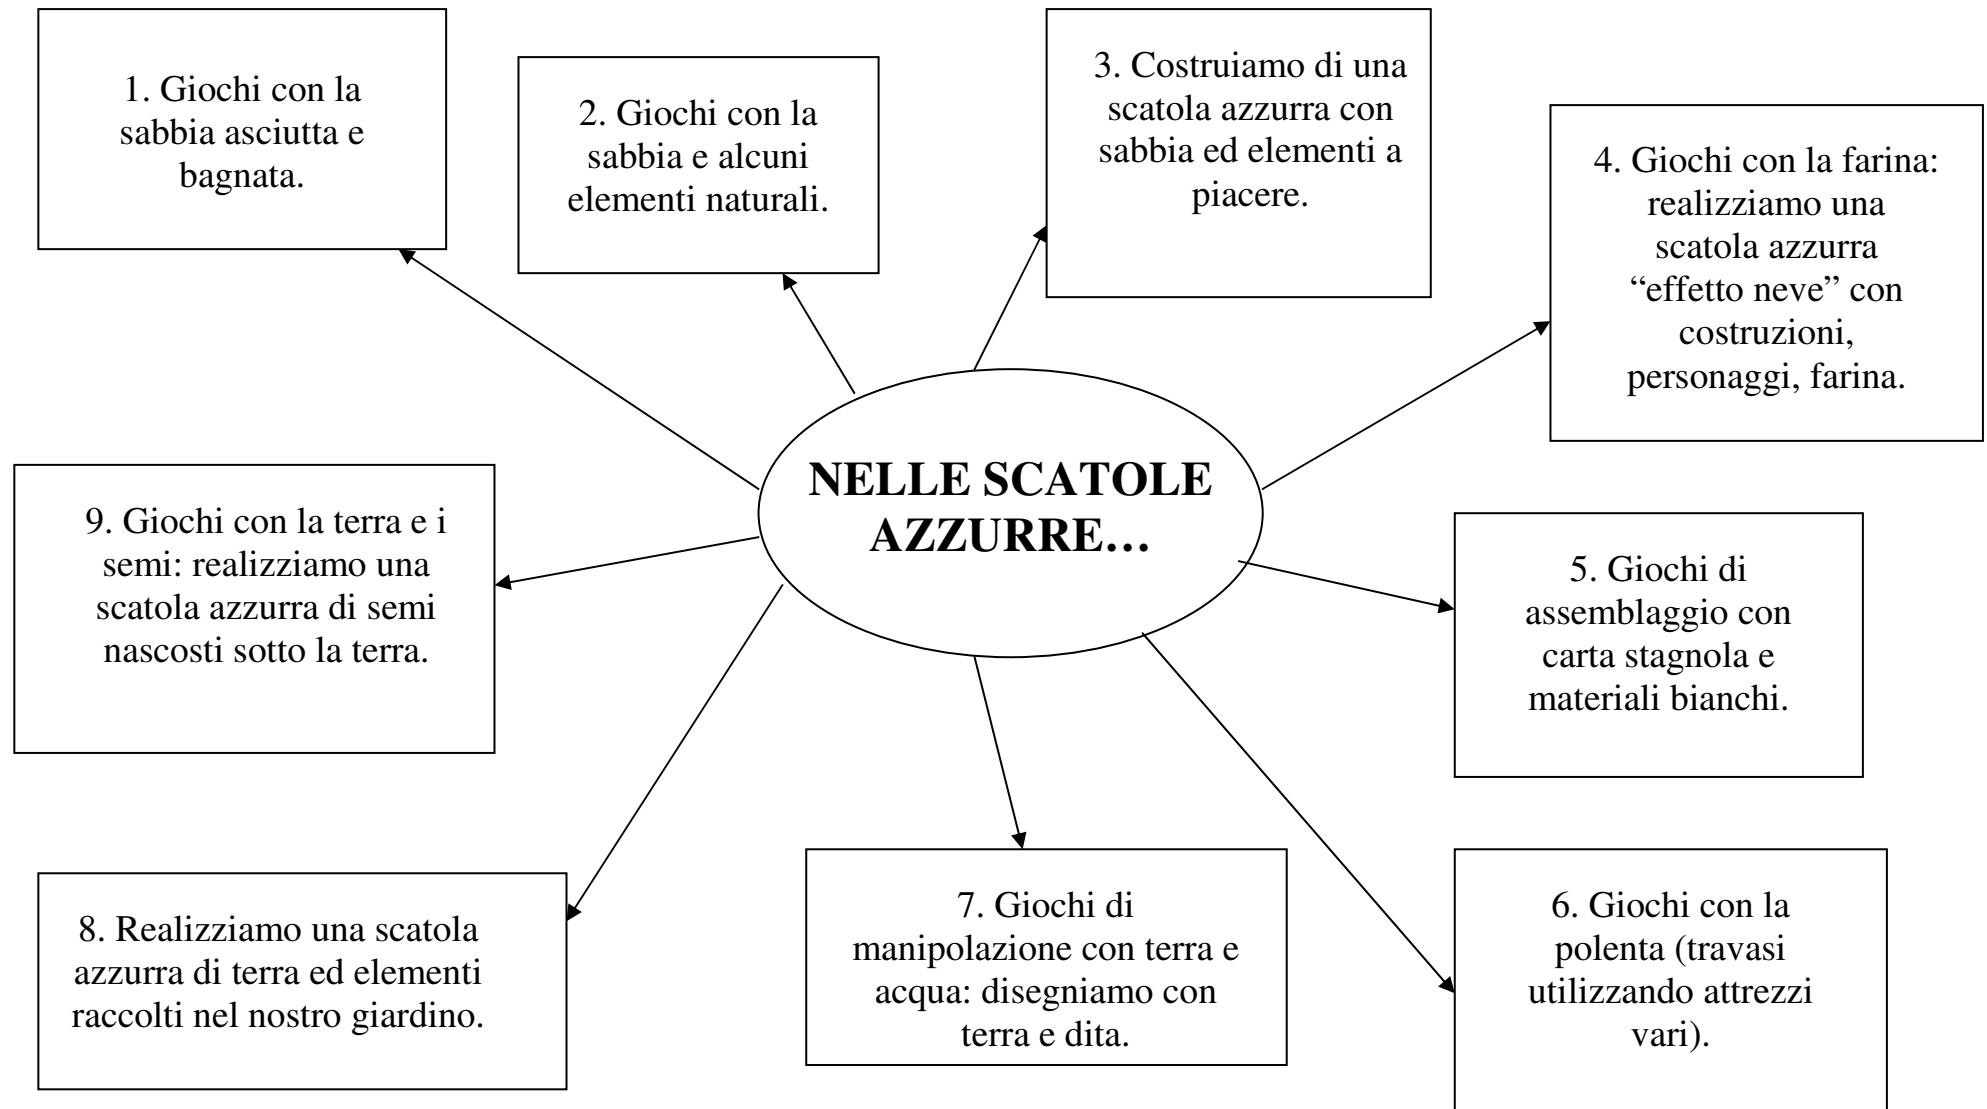 1. Giochi con la
sabbia asciutta e
bagnata.
2. Giochi con la
sabbia e alcuni
elementi naturali.
3. Costruiamo di una
scatola azzurra con
sabbia ed elementi a
piacere.
4. Giochi con la farina:
realizziamo una
scatola azzurra
“effetto neve” con
costruzioni,
personaggi, farina.
NELLE SCATOLE
AZZURRE…
9. Giochi con la terra e i
semi: realizziamo una
scatola azzurra di semi
nascosti sotto la terra.
5. Giochi di
assemblaggio con
carta stagnola e
materiali bianchi.
8. Realizziamo una scatola
azzurra di terra ed elementi
raccolti nel nostro giardino.
7. Giochi di
manipolazione con terra e
acqua: disegniamo con
terra e dita.
6. Giochi con la
polenta (travasi
utilizzando attrezzi
vari).